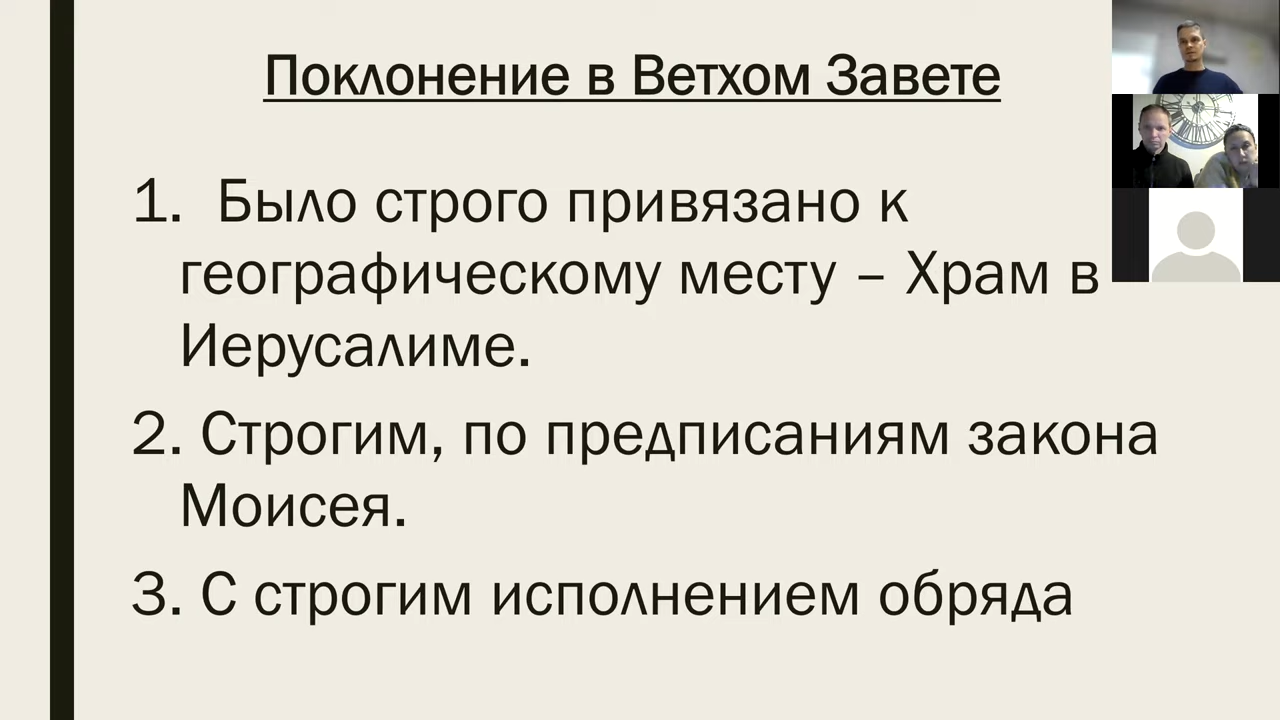 Поклонение в Ветхом Завете
1. Было строго привязано к
географическому месту – Храм в
Иерусалиме.
2. Строгим, по предписаниям закона
Моисея.
3. С строгим исполнением обряда